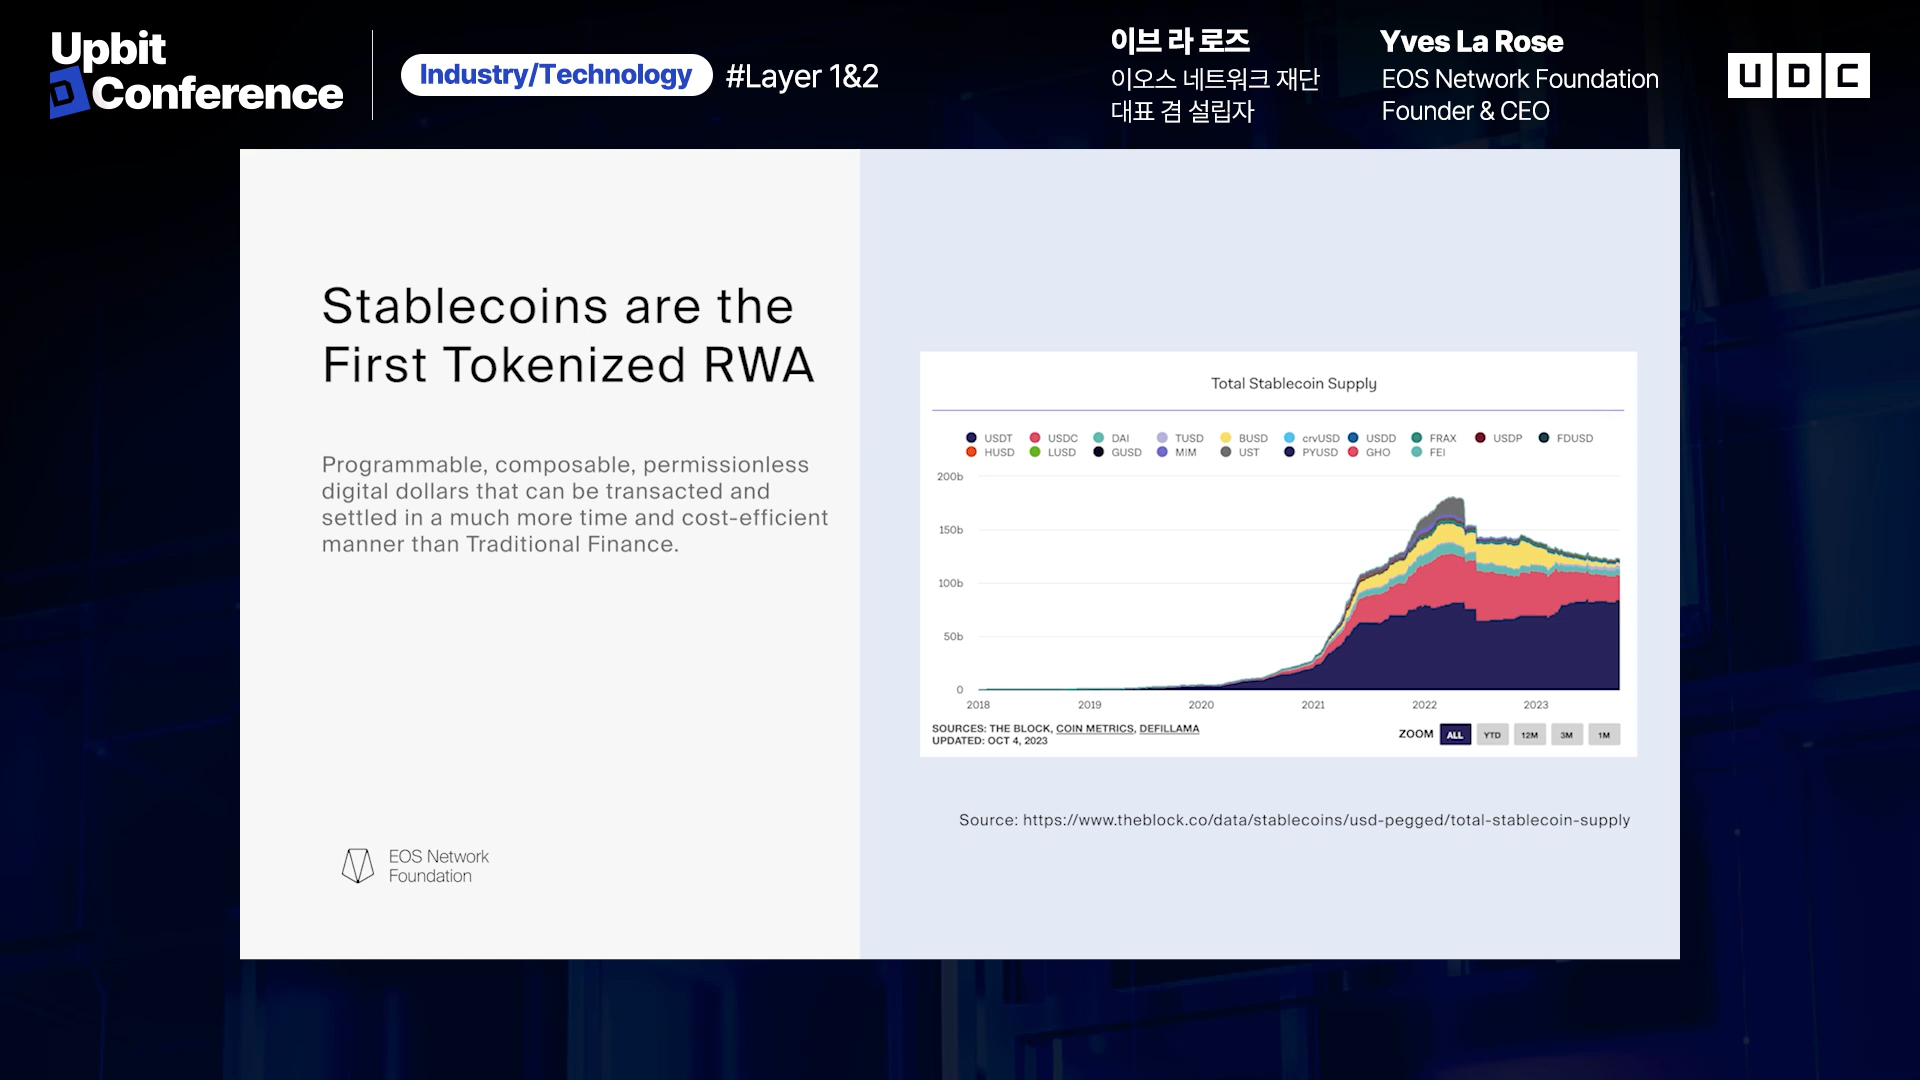 Upbit
D Conference
Industry/Technology #Layer 1&2
이브 라 로즈
이오스 네트워크 재단
대표 겸 설립자
Yves La Rose
EOS Network Foundation
Founder & CEO
UDC
Stablecoins are the
First Tokenized RWA
Programmable, composable, permissionless
digital dollars that can be transacted and
settled in a much more time and cost-efficient
manner than Traditional Finance.
EOS Network
Foundation
Total Stablecoin Supply
USDT USDC DAI TUSD BUSD crvUSD USDD FRAX USDP FDUSD
HUSD LUSD GUSD MIM UST PYUSD GHO FEI
200b
150b
100b
50b
0
2018 2019 2020 2021 2022 2023
SOURCES: THE BLOCK, COIN METRICS, DEFILLAMA
UPDATED: OCT 4, 2023
ZOOM ALL YTD 12M 3M 1M
Source: https://www.theblock.co/data/stablecoins/usd-pegged/total-stablecoin-supply